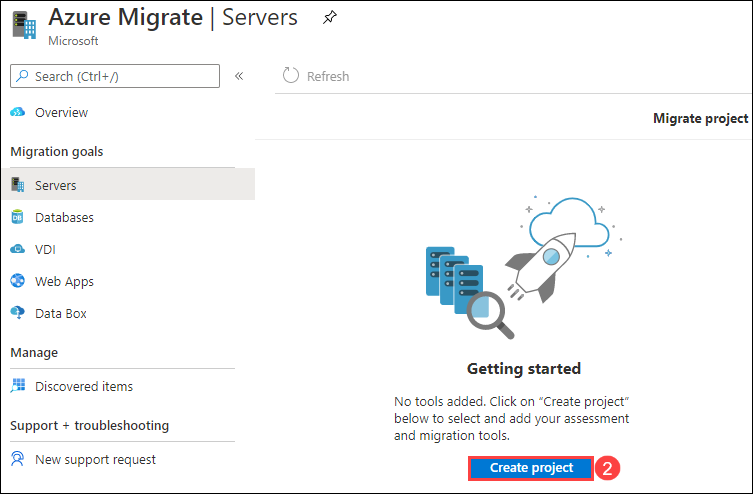 Azure Migrate | Servers
Microsoft
Search (Ctrl+/)
«
Refresh
Overview
Migrate project
Migration goals
Servers
Databases
VDI
Web Apps
Data Box
Manage
Discovered items
Support + troubleshooting
New support request
Getting started
No tools added. Click on “Create project”
below to select and add your assessment
and migration tools.
Create project
2